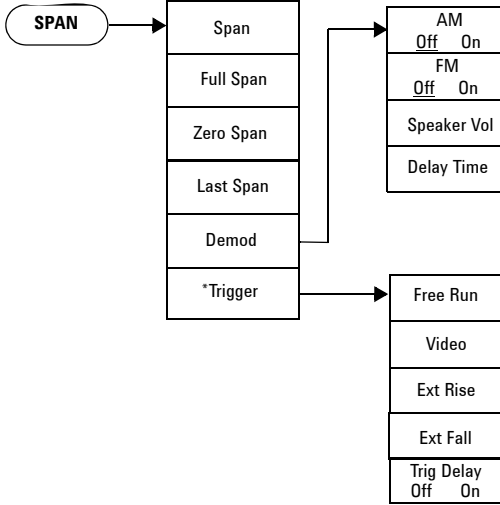 SPAN
Span
Full Span
Zero Span
Last Span
Demod
*Trigger
AM
Off On
FM
Off On
Speaker Vol
Delay Time
Free Run
Video
Ext Rise
Ext Fall
Trig Delay
Off On